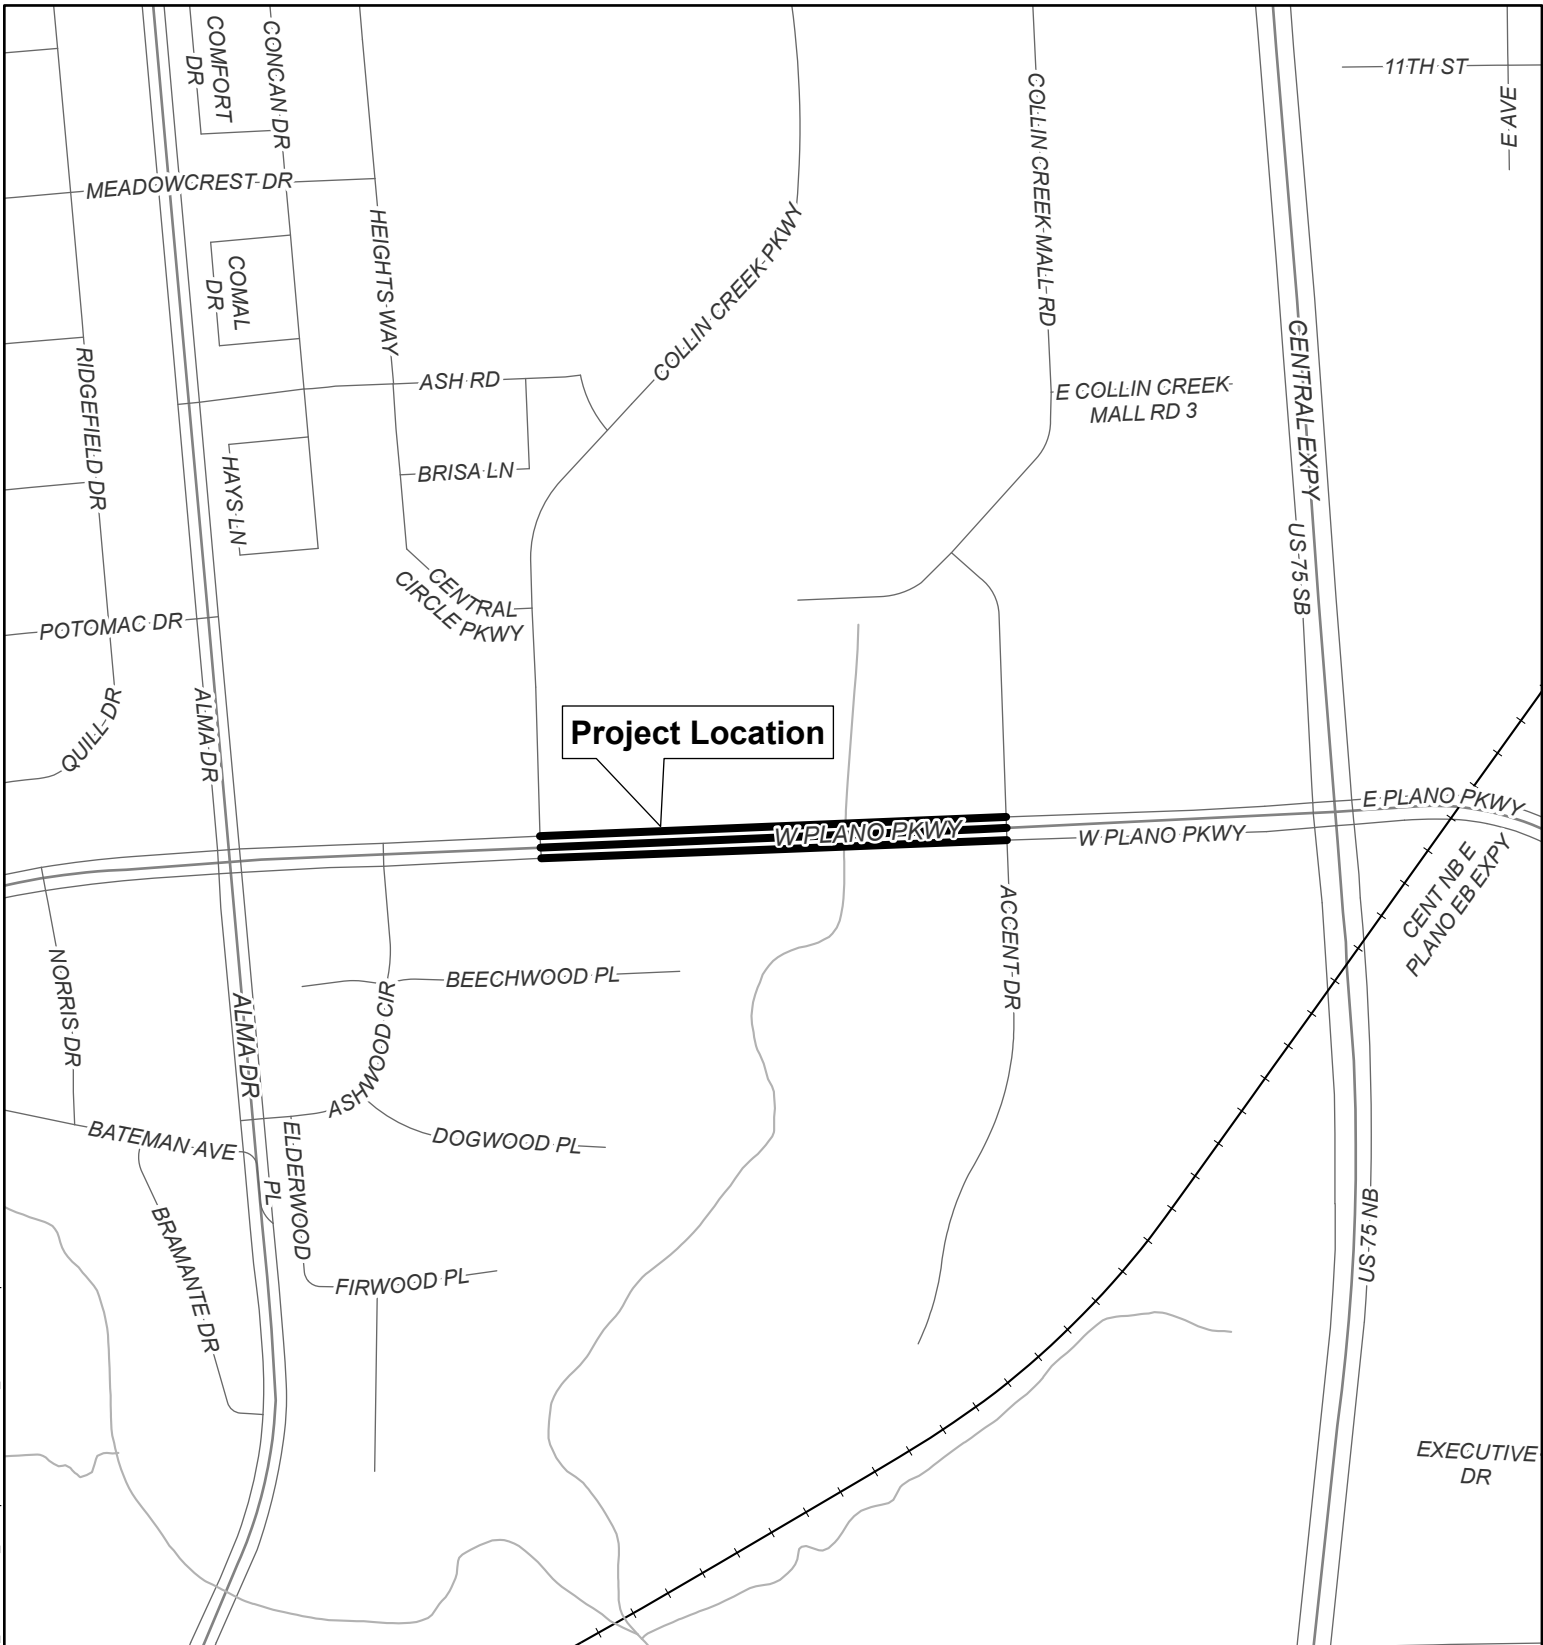 COMFORT
DR
CONCAN DR
11TH ST
E AVE
MEADOWCREST DR
HEIGHTS WAY
COLLIN CREEK PKWY
COLLIN CREEK MALL RD
COMAL
DR
RIDGEFIELD DR
ASH RD
E COLLIN CREEK
MALL RD 3
CENTRAL EXPY
HAYS LN
BRISA LN
US-75 SB
CENTRAL
CIRCLE PKWY
POTOMAC DR
QUILL DR
ALMA DR
Project Location
W PLANO PKWY
W PLANO PKWY
E PLANO PKWY
CENT NB E
PLANO EB EXPY
NORRIS DR
ALMA DR
BEECHWOOD PL
ASHWOOD CIR
ACCENT DR
BATEMAN AVE
ELDERWOOD
PL
DOGWOOD PL
BRAMANTE DR
FIRWOOD PL
US-75 NB
EXECUTIVE
DR